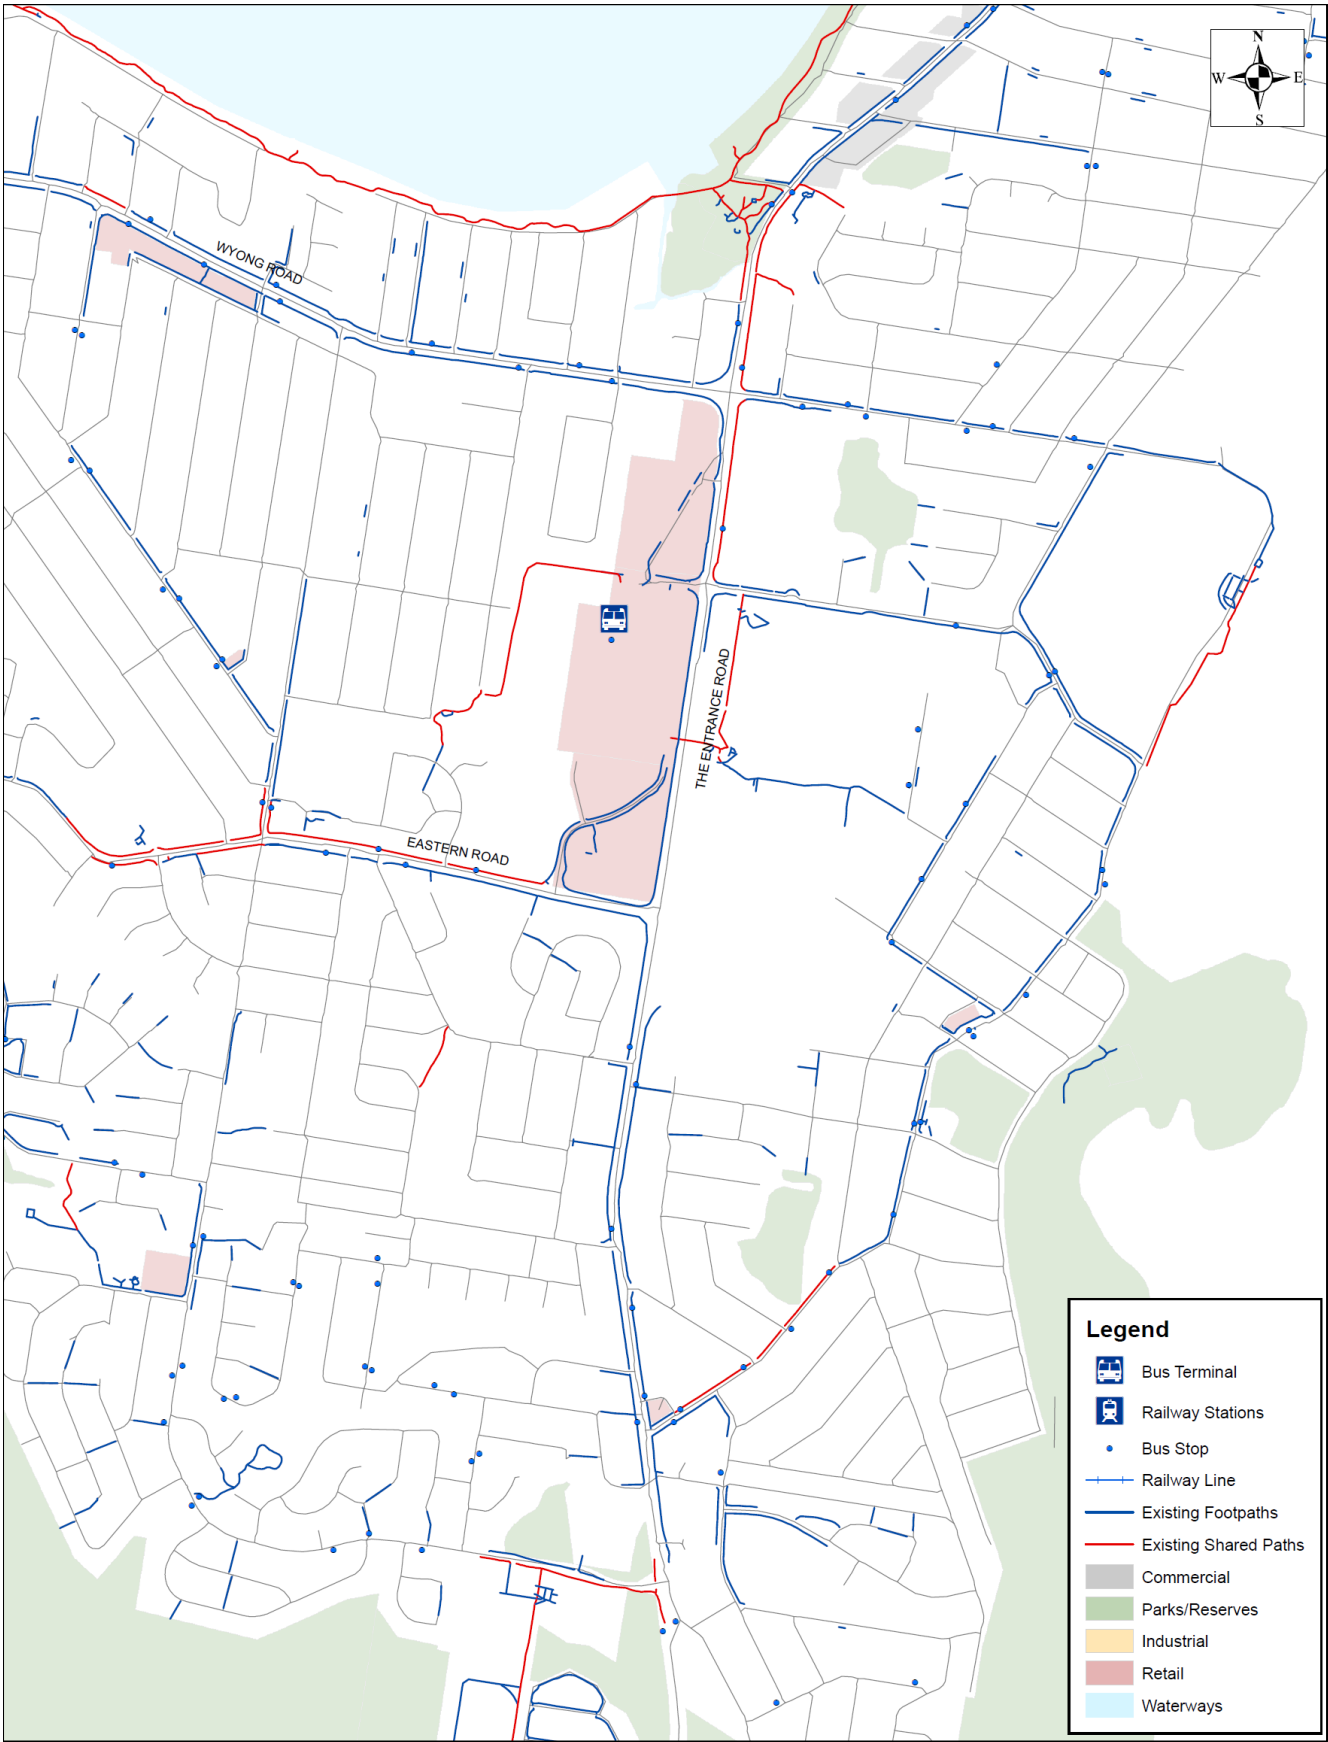 N
W E
S
WYONG ROAD
THE ENTRANCE ROAD
EASTERN ROAD
Legend
Bus Terminal
Railway Stations
Bus Stop
Railway Line
Existing Footpaths
Existing Shared Paths
Commercial
Parks/Reserves
Industrial
Retail
Waterways